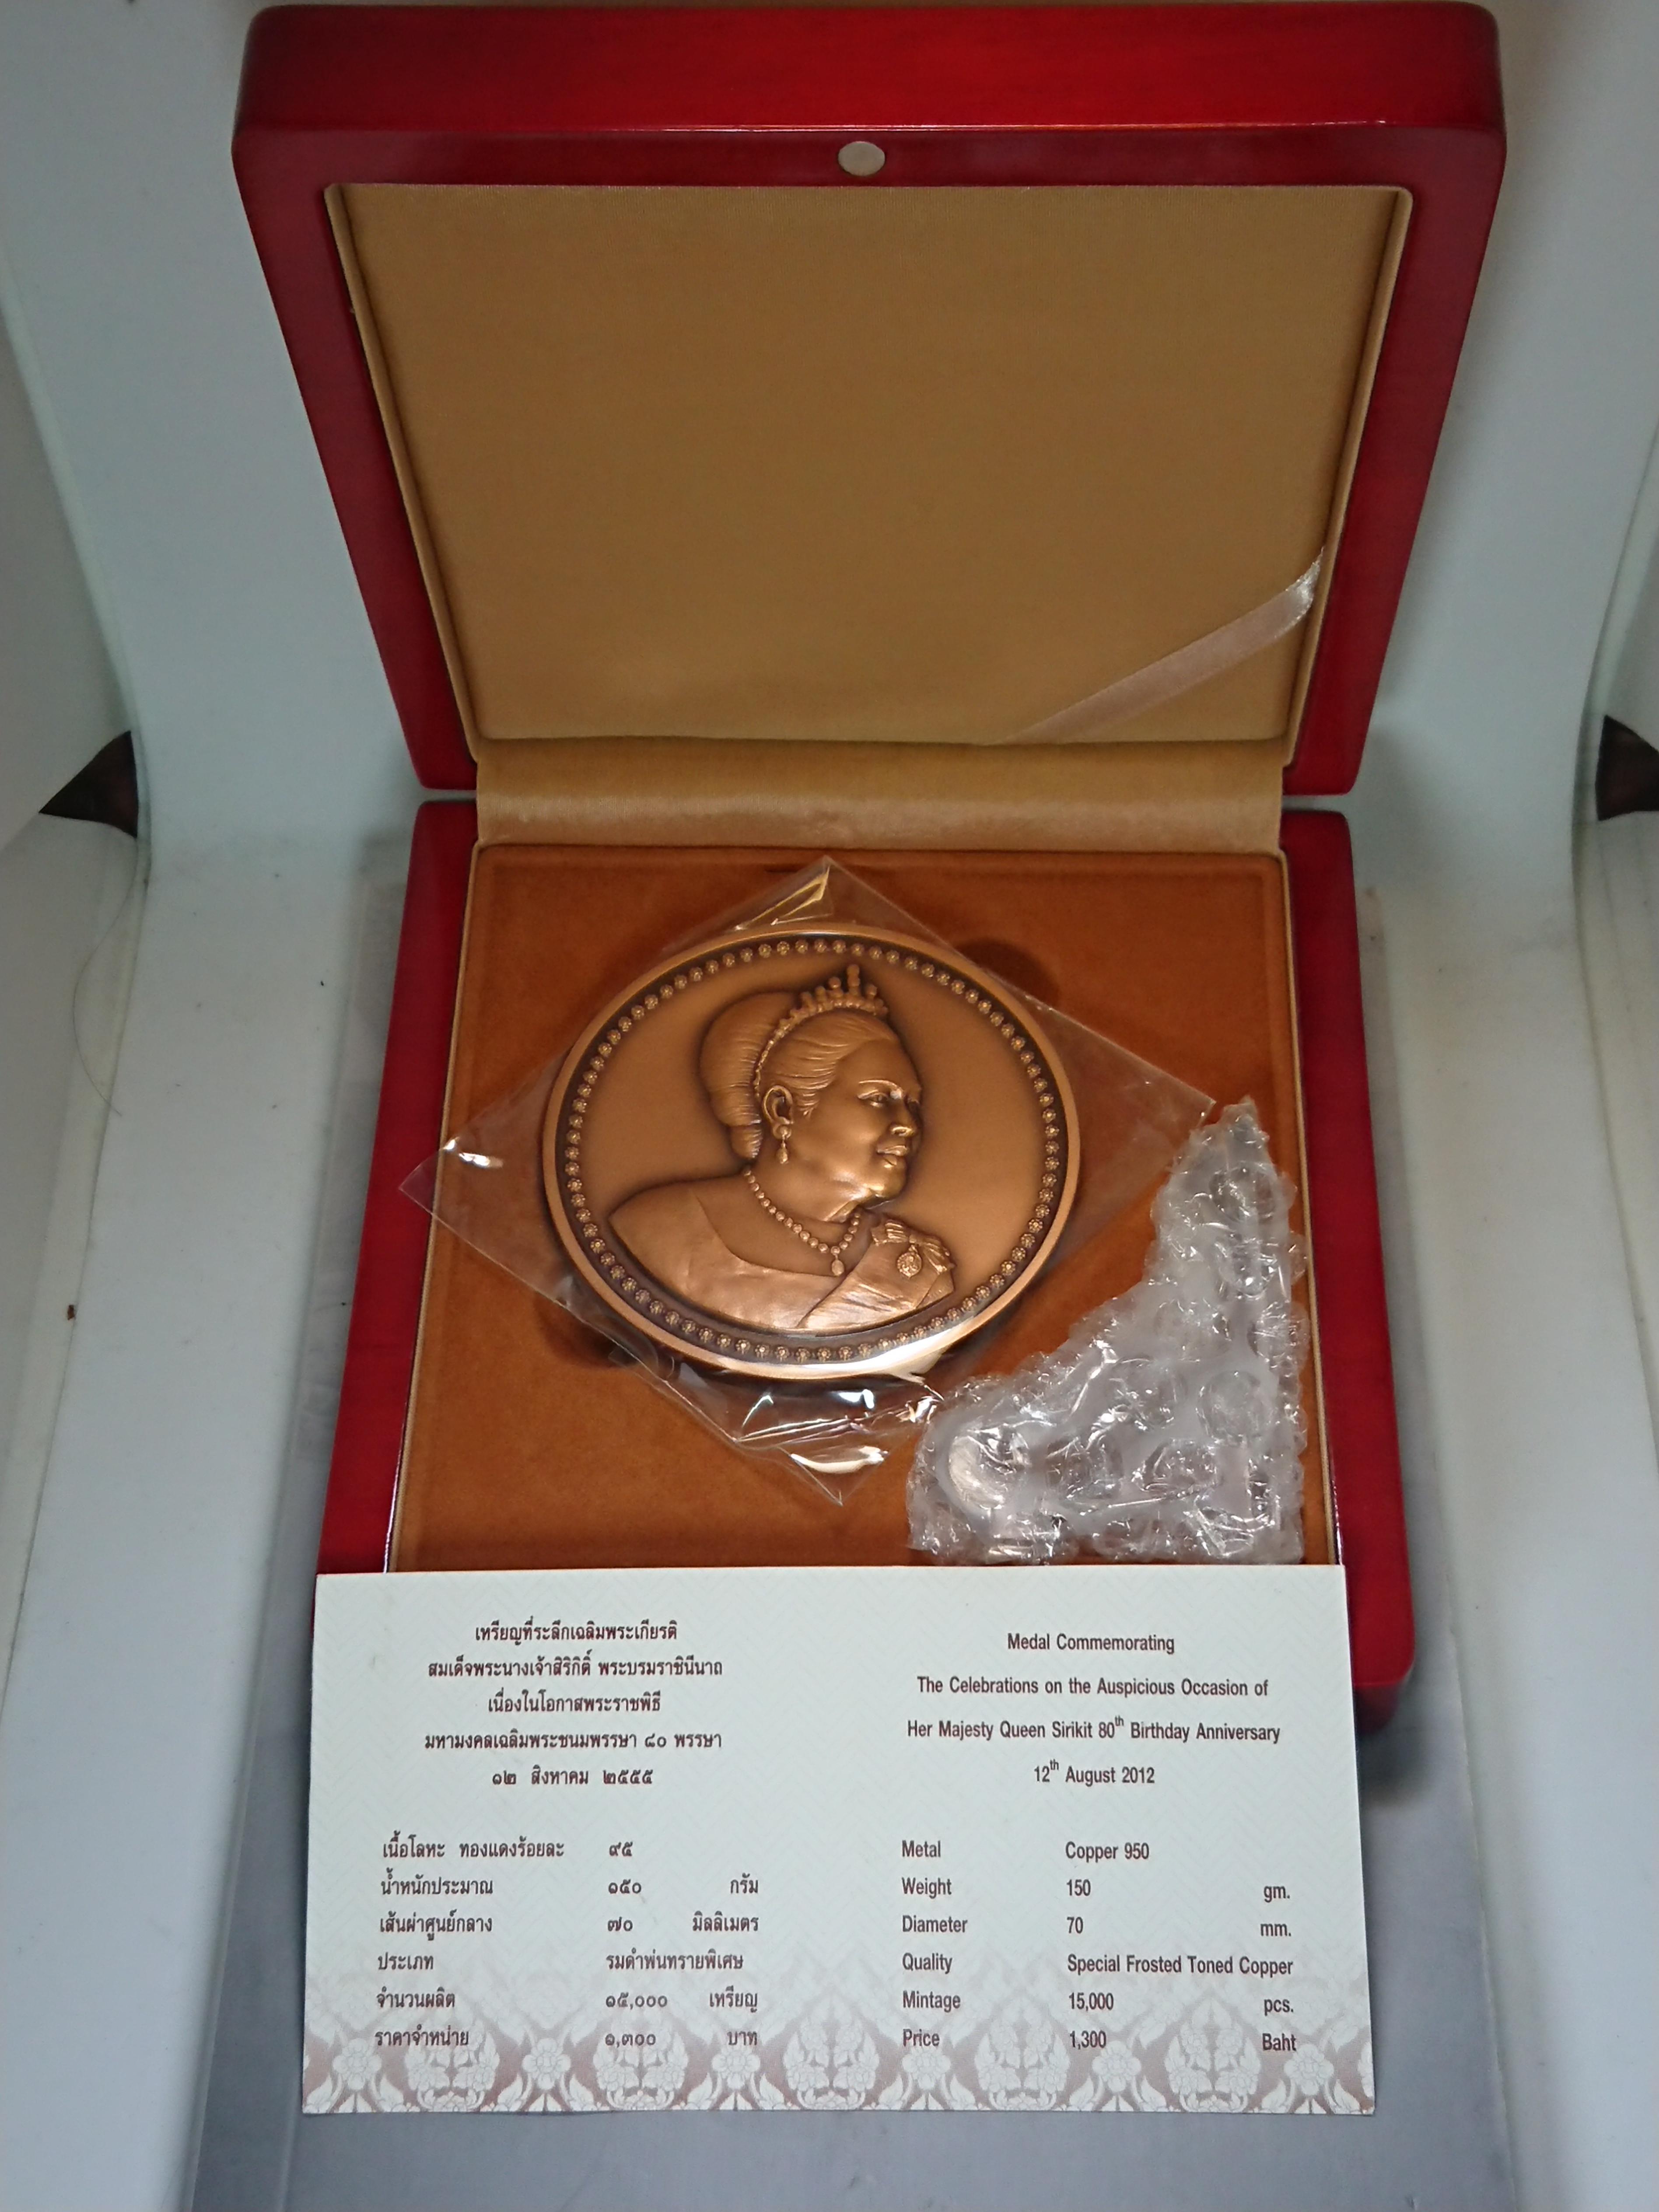 เหรียญที่ระลึกเฉลิมพระเกียรติ
สมเด็จพระนางเจ้าสิริกิติ์ พระบรมราชินีนาถ
เนื่องในโอกาสพระราชพิธี
มหามงคลเฉลิมพระชนมพรรษา ๘๐ พรรษา
๑๒ สิงหาคม ๒๕๕๕
เนื้อโลหะ ทองแดงร้อยละ ๙๕
น้ำหนักประมาณ ๑๕๐ กรัม
เส้นผ่าศูนย์กลาง ๗๐ มิลลิเมตร
ประเภท รมดำพ่นทรายพิเศษ
จำนวนผลิต ๑๕,๐๐๐ เหรียญ
ราคาจำหน่าย ๑,๓๐๐ บาท
Medal Commemorating
The Celebrations on the Auspicious Occasion of
Her Majesty Queen Sirikit 80th Birthday Anniversary
12th August 2012
Metal Copper 950
Weight 150 gm.
Diameter 70 mm.
Quality Special Frosted Toned Copper
Mintage 15,000 pcs.
Price 1,300 Baht